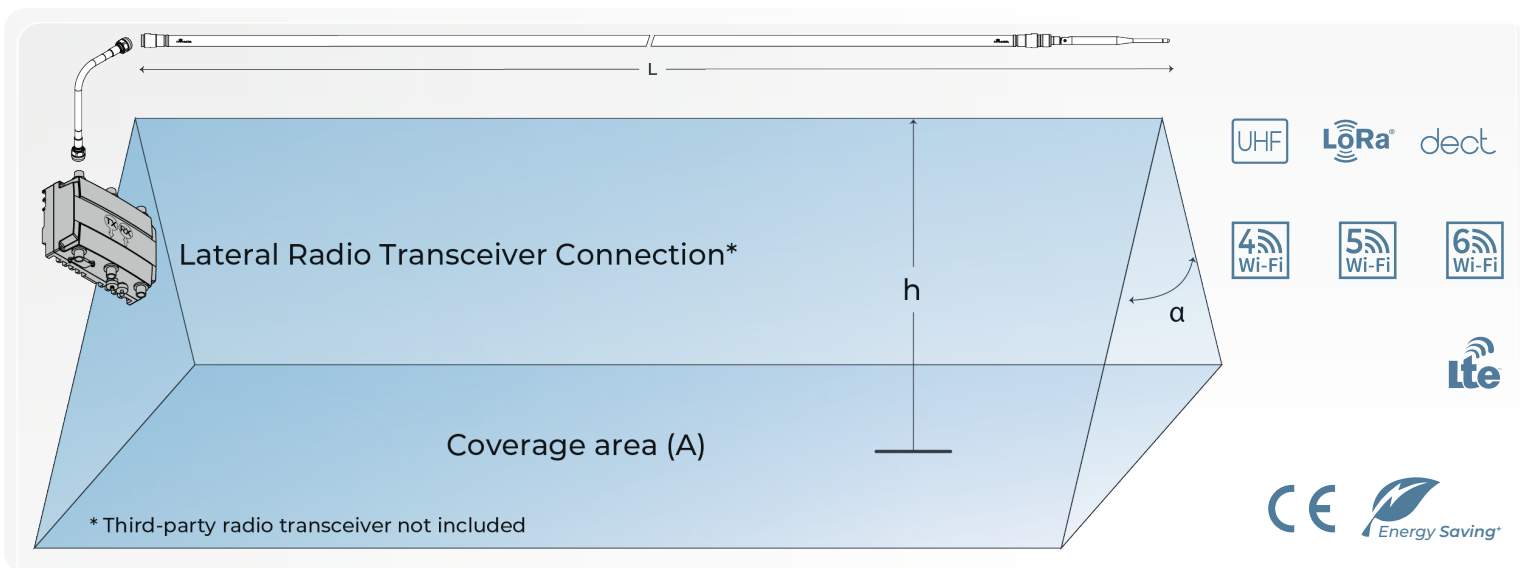 L
UHF
LoRa®
dect
TX RX
Lateral Radio Transceiver Connection*
4
Wi-Fi
5
Wi-Fi
6
Wi-Fi
h
α
Lte
Coverage area (A)
CE
* Third-party radio transceiver not included
Energy Saving+